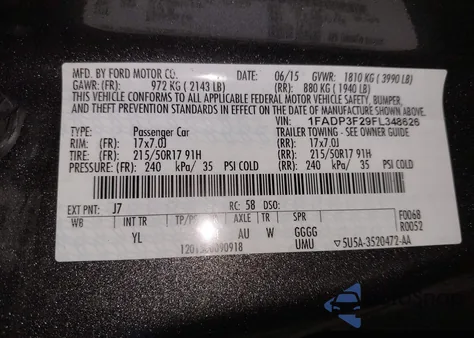 MFD. BY FORD MOTOR CO. DATE: 06/15 GVWR: 1810 KG ( 3990 LB)
GAWR: (FR): 972 KG ( 2143 LB) (RR): 880 KG ( 1940 LB)
THIS VEHICLE CONFORMS TO ALL APPLICABLE FEDERAL MOTOR VEHICLE SAFETY, BUMPER,
AND THEFT PREVENTION STANDARDS IN EFFECT ON THE DATE OF MANUFACTURE SHOWN ABOVE.
VIN: 1FADP3F29FL348626
TYPE: Passenger Car TRAILER TOWING - SEE OWNER GUIDE
RIM: (FR): 17x7.0J (RR): 17x7.0J
TIRE: (FR): 215/50R17 91H (RR): 215/50R17 91H
PRESSURE: (FR): 240 kPa/ 35 PSI COLD (RR): 240 kPa/ 35 PSI COLD
EXT PNT: J7 RC: 58 DSO:
WB INT TR TP/PS AXLE TR SPR F0068
YL AU W GGGG R0052
UMU 5U5A-3520472-AA